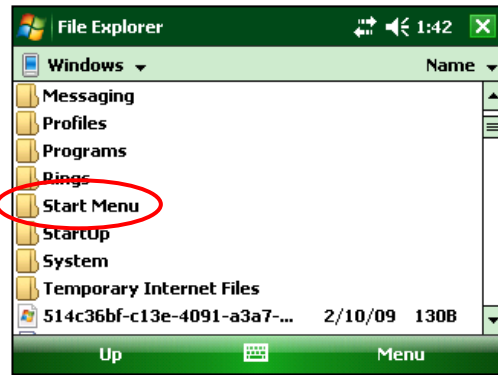 File Explorer 1:42
Windows Name
Messaging
Profiles
Programs
Rings
Start Menu
StartUp
System
Temporary Internet Files
514c36bf-c13e-4091-a3a7-... 2/10/09 130B
Up Menu